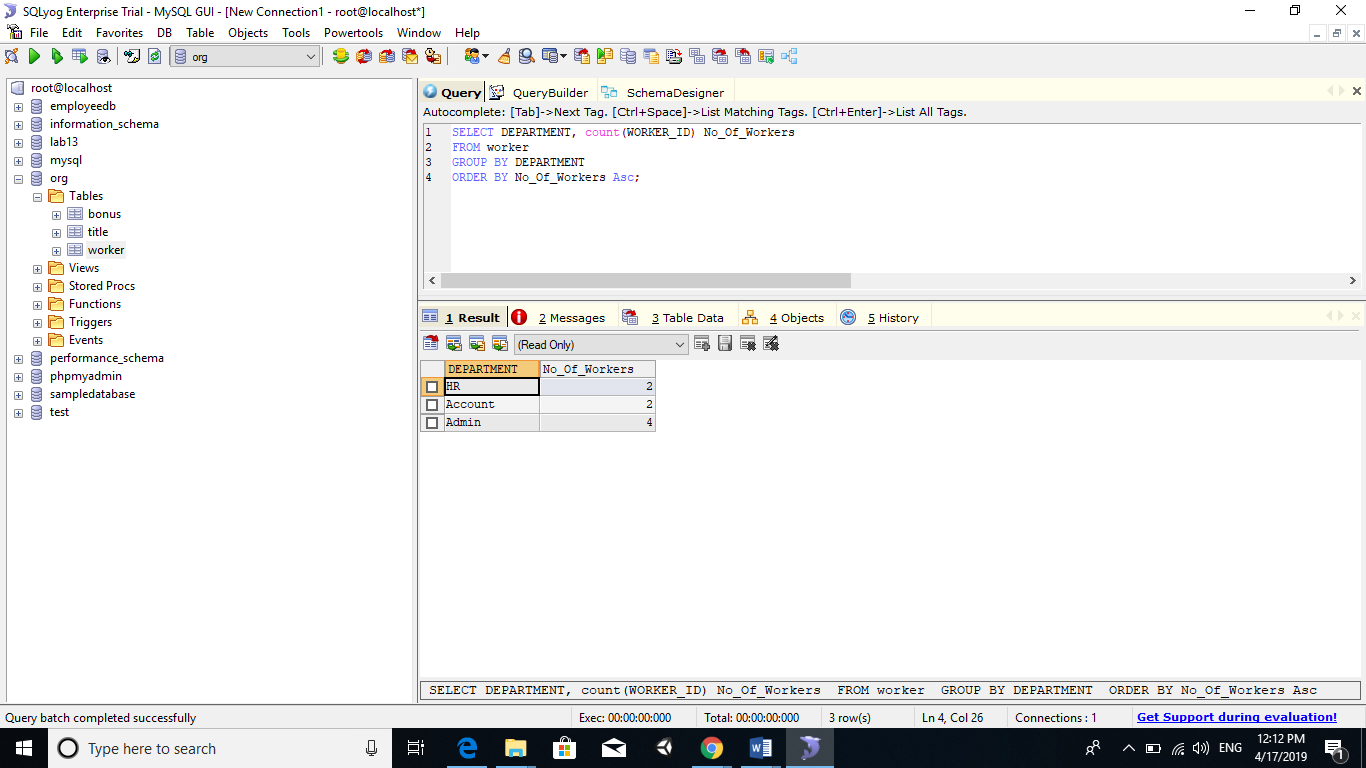 SQLyog Enterprise Trial - MySQL GUI - [New Connection1 - root@localhost*]
File Edit Favorites DB Table Objects Tools Powertools Window Help
org
root@localhost
employeedb
information_schema
lab13
mysql
org
Tables
bonus
title
worker
Views
Stored Procs
Functions
Triggers
Events
performance_schema
phpmyadmin
sampledatabase
test
Query QueryBuilder SchemaDesigner
Autocomplete: [Tab]->Next Tag. [Ctrl+Space]->List Matching Tags. [Ctrl+Enter]->List All Tags.
1 SELECT DEPARTMENT, count(WORKER_ID) No_Of_Workers
2 FROM worker
3 GROUP BY DEPARTMENT
4 ORDER BY No_Of_Workers Asc;
1 Result 2 Messages 3 Table Data 4 Objects 5 History
(Read Only)
DEPARTMENT No_Of_Workers
HR 2
Account 2
Admin 4
SELECT DEPARTMENT, count(WORKER_ID) No_Of_Workers FROM worker GROUP BY DEPARTMENT ORDER BY No_Of_Workers Asc
Query batch completed successfully Exec: 00:00:00:000 Total: 00:00:00:000 3 row(s) Ln 4, Col 26 Connections : 1 Get Support during evaluation!
Type here to search
ENG
12:12 PM
4/17/2019
1